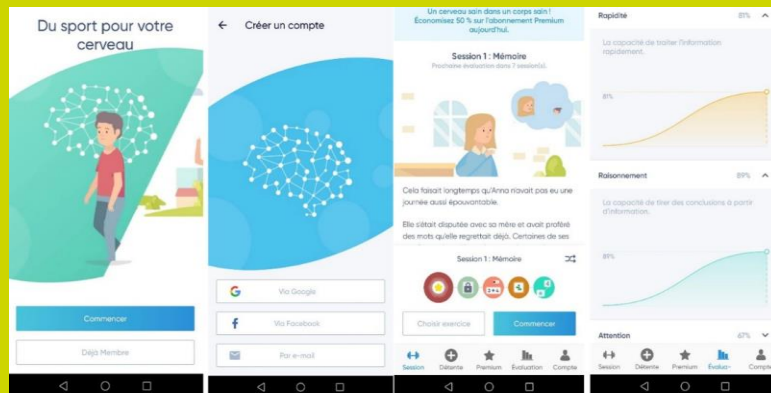 Du sport pour votre
cerveau
Commencer
Déjà Membre
Créer un compte
Via Google
Via Facebook
Par e-mail
Un cerveau sain dans un corps sain !
Économisez 50 % sur l'abonnement Premium
aujourd'hui.
Session 1 : Mémoire
Prochaine évaluation dans 7 session(s).
Cela faisait longtemps qu'Anna n'avait pas eu une
journée aussi épouvantable.
Elle s'était disputée avec sa mère et avait proféré
des mots qu'elle regrettait déjà. Certaines de ses
Session 1 : Mémoire
Choisir exercice
Commencer
Session Détente Premium Evaluation Compte
Rapidité 81%
La capacité de traiter l'information
rapidement.
81%
Raisonnement 89%
La capacité de tirer des conclusions à partir
d'information.
89%
Attention 67%
Session Détente Premium Évaluo- Compte